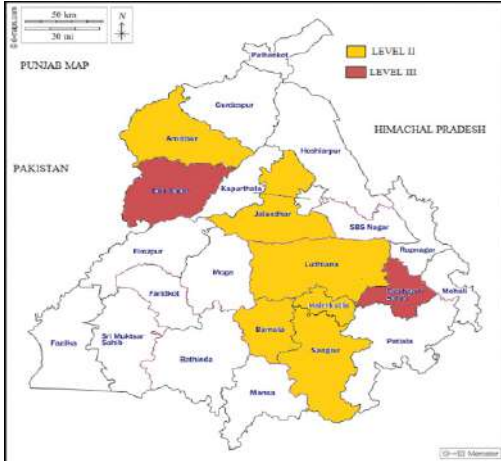 50 km
30 mi
N
PUNJAB MAP
LEVEL II
LEVEL III
Pathankot
Gurdaspur
Amritsar
Hoshiarpur
HIMACHAL PRADESH
PAKISTAN
Kapurthala
Jalandhar
SBS Nagar
Rupnagar
Firozpur
Moga
Ludhiana
Mohali
Faridkot
Malerkotla
Fazilka
Sri Muktsar
Sahib
Barnala
Sangrur
Patiala
Bathinda
Mansa